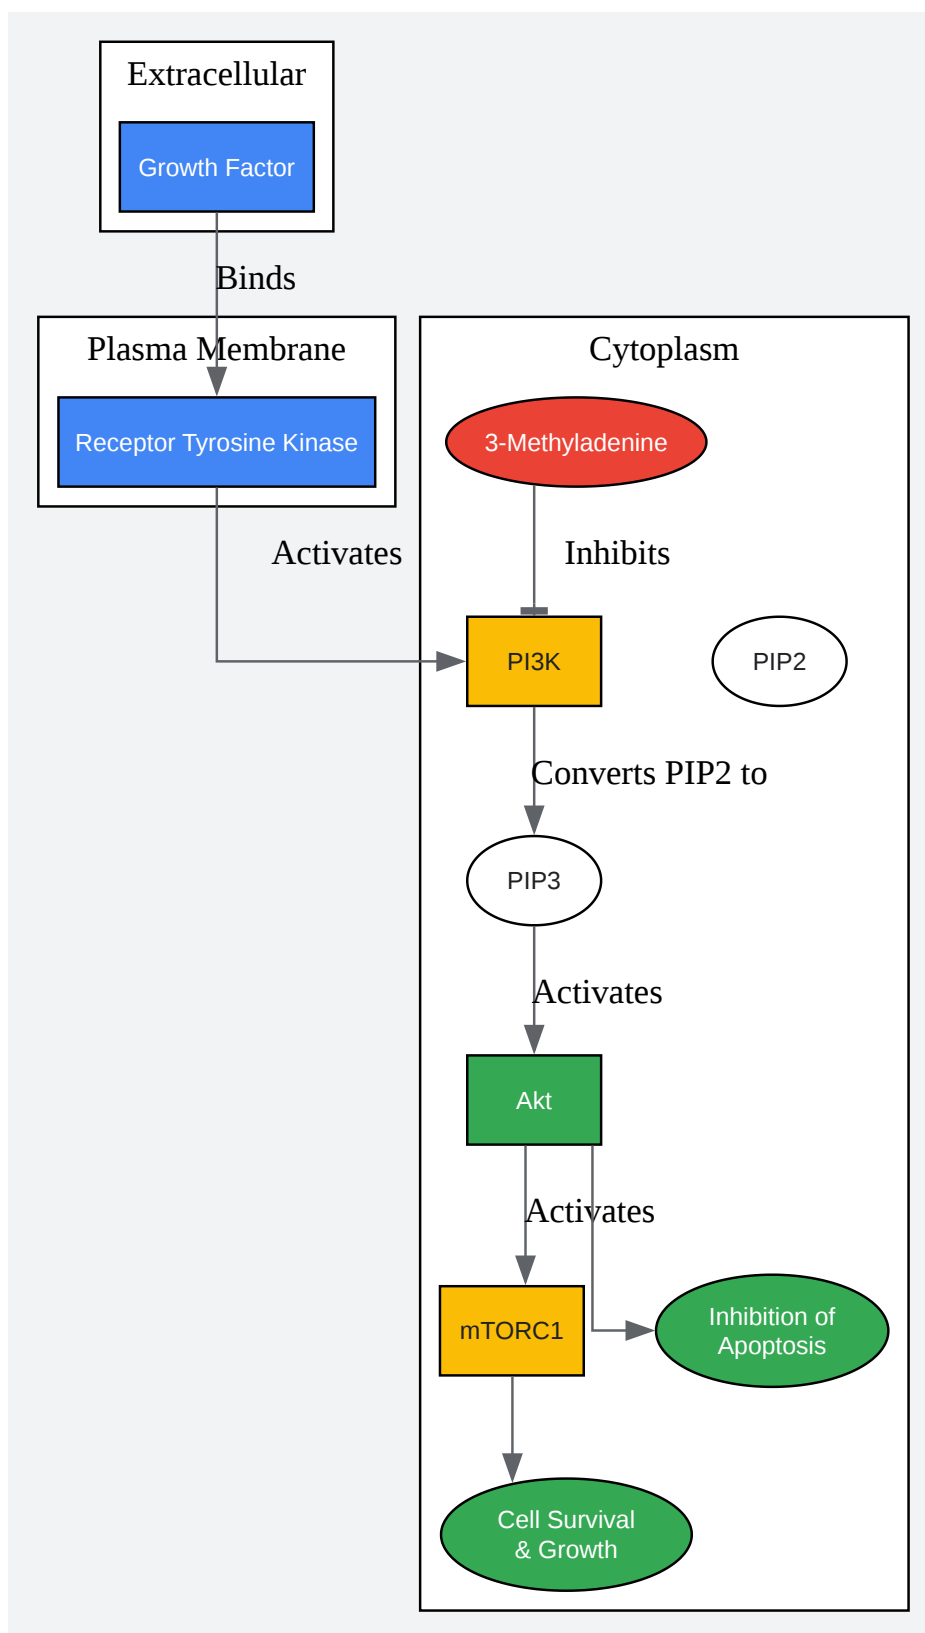 Extracellular
Growth Factor
Binds
Plasma Membrane
Receptor Tyrosine Kinase
Activates
Cytoplasm
3-Methyladenine
Inhibits
PI3K
PIP2
Converts PIP2 to
PIP3
Activates
Akt
Activates
mTORC1
Inhibition of
Apoptosis
Cell Survival
& Growth